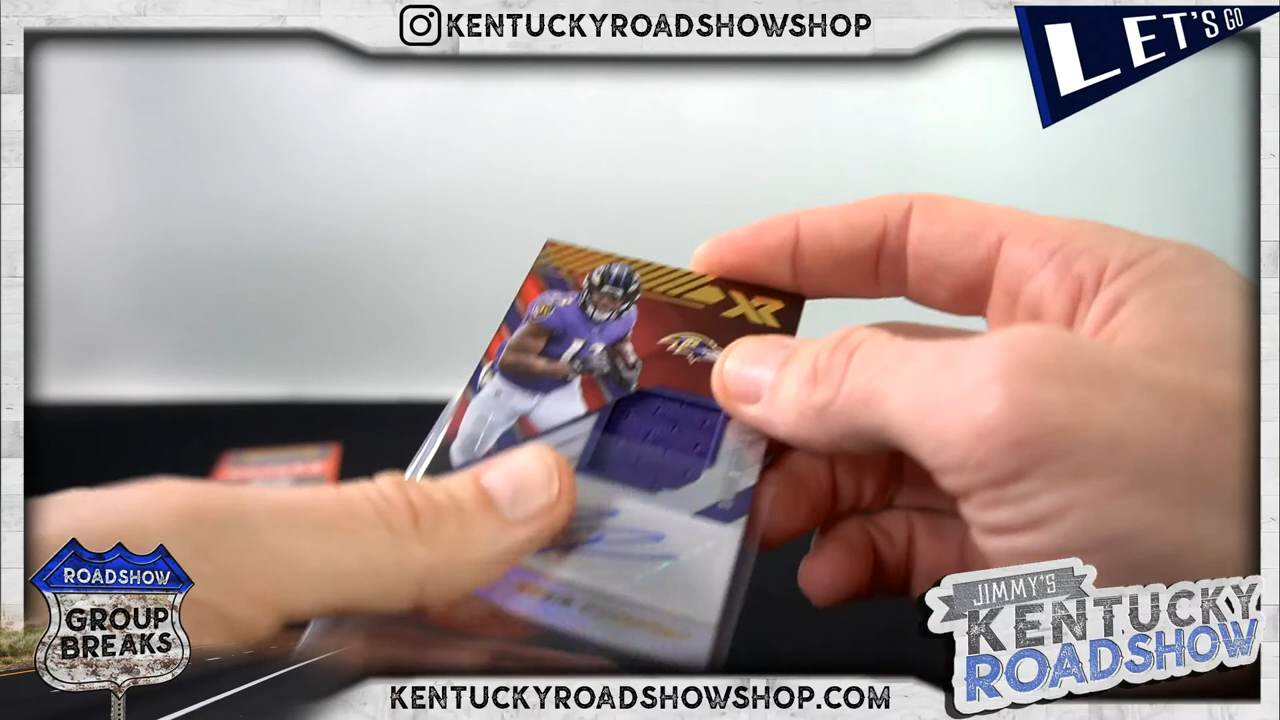 KENTUCKYROADSHOWSHOP
LET'S GO
XR
ROADSHOW
GROUP
BREAKS
JIMMY'S
KENTUCKY
ROADSHOW
KENTUCKYROADSHOWSHOP.COM